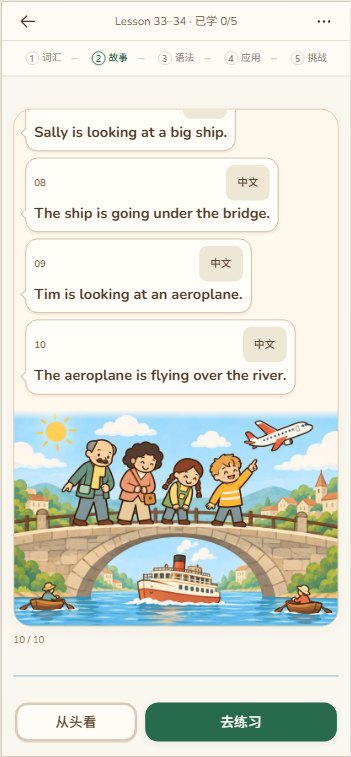 Lesson 33–34 · 已学 0/5
1 词汇 – 2 故事 – 3 语法 – 4 应用 – 5 挑战
Sally is looking at a big ship.
08 中文
The ship is going under the bridge.
09 中文
Tim is looking at an aeroplane.
10 中文
The aeroplane is flying over the river.
10 / 10
从头看 去练习